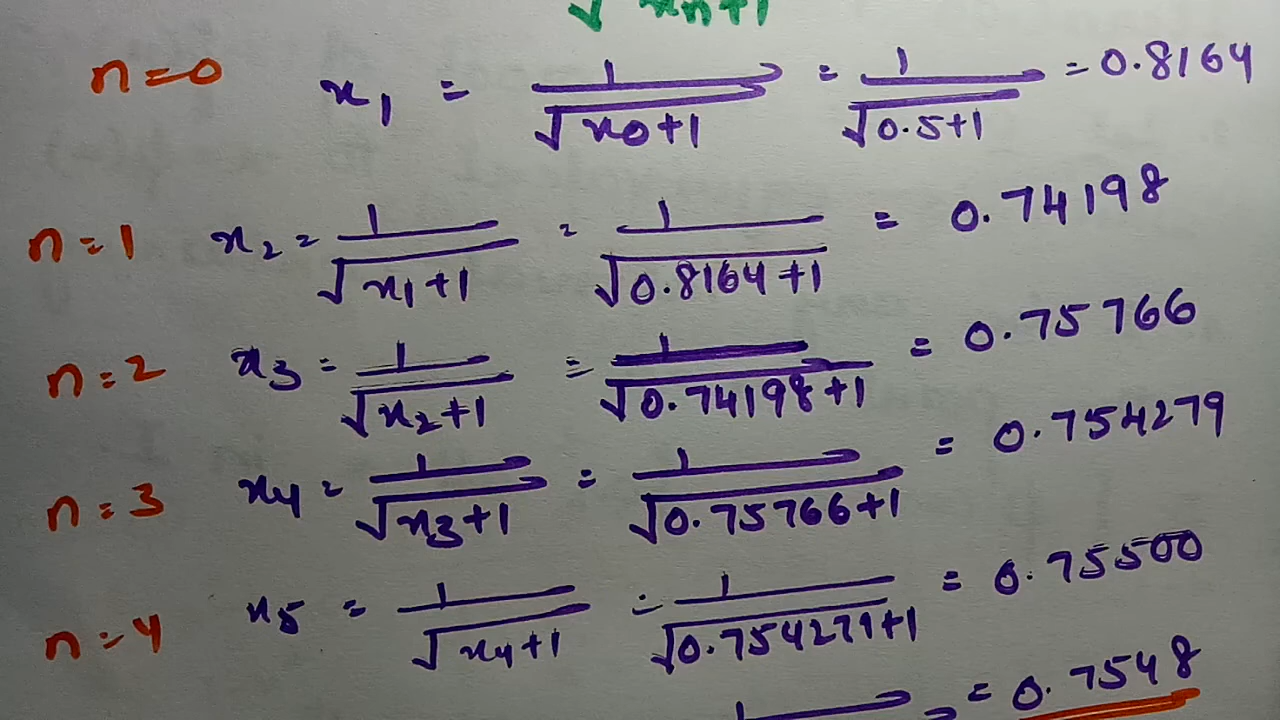 √xn+1
n=0 x1 = 1/√x0+1 = 1/√0.5+1 = 0.8164
n=1 x2 = 1/√x1+1 = 1/√0.8164+1 = 0.74198
n=2 x3 = 1/√x2+1 = 1/√0.74198+1 = 0.75766
n=3 x4 = 1/√x3+1 = 1/√0.75766+1 = 0.754279
n=4 x5 = 1/√x4+1 = 1/√0.754279+1 = 0.75500
1 = 0.7548